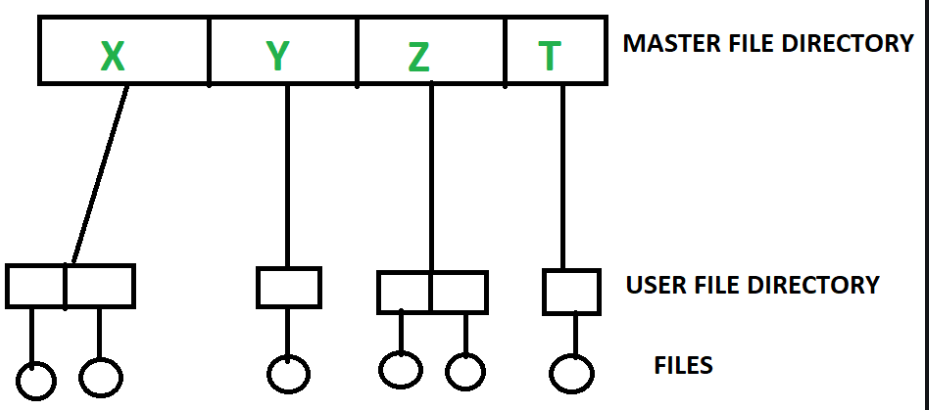 X Y Z T MASTER FILE DIRECTORY
USER FILE DIRECTORY
FILES